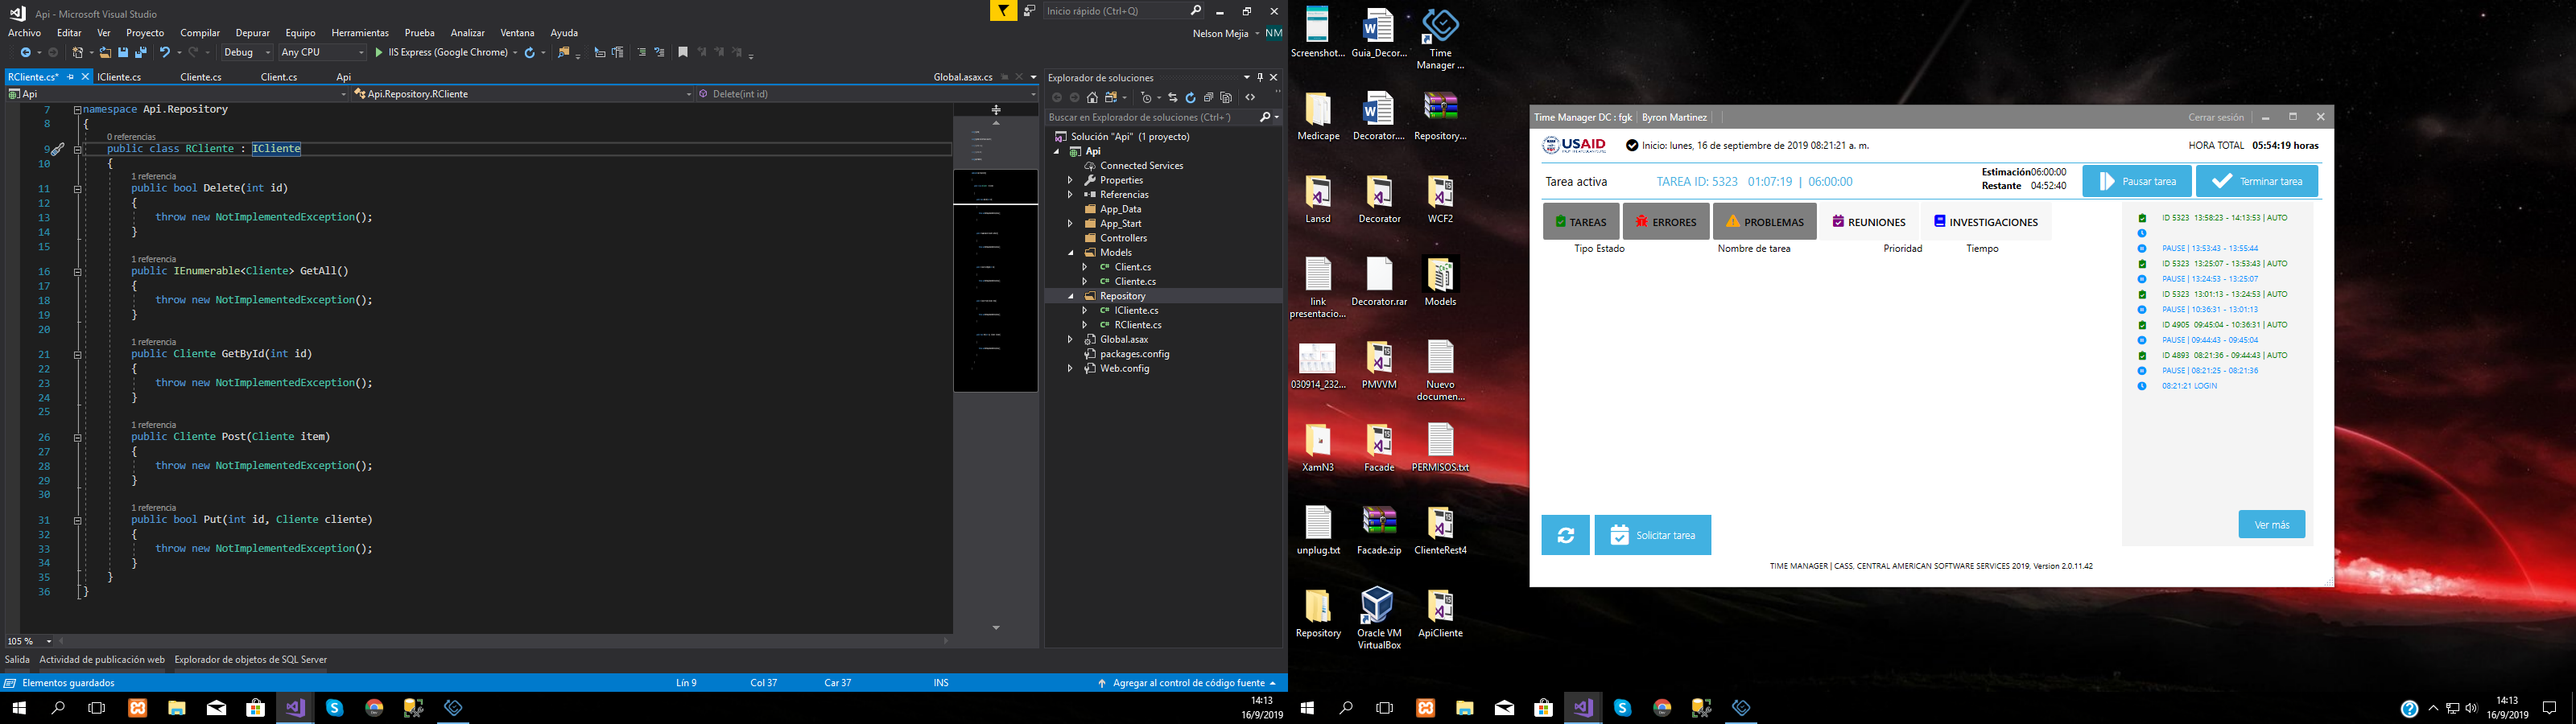 Api - Microsoft Visual Studio
Inicio rápido (Ctrl+Q)
Archivo Editar Ver Proyecto Compilar Depurar Equipo Herramientas Prueba Analizar Ventana Ayuda
Nelson Mejia NM
Debug Any CPU IIS Express (Google Chrome)
RCliente.cs* ICliente.cs Cliente.cs Client.cs Api Global.asax.cs
Api Api.Repository.RCliente Delete(int id)
7 namespace Api.Repository
8 {
0 referencias
9 public class RCliente : ICliente
10 {
1 referencia
11 public bool Delete(int id)
12 {
13 throw new NotImplementedException();
14 }
15
1 referencia
16 public IEnumerable<Cliente> GetAll()
17 {
18 throw new NotImplementedException();
19 }
20
1 referencia
21 public Cliente GetById(int id)
22 {
23 throw new NotImplementedException();
24 }
25
1 referencia
26 public Cliente Post(Cliente item)
27 {
28 throw new NotImplementedException();
29 }
30
1 referencia
31 public bool Put(int id, Cliente cliente)
32 {
33 throw new NotImplementedException();
34 }
35 }
36 }
105 %
Salida Actividad de publicación web Explorador de objetos de SQL Server
Elementos guardados Lín 9 Col 37 Car 37 INS Agregar al control de código fuente
Explorador de soluciones
Buscar en Explorador de soluciones (Ctrl+´)
Solución "Api" (1 proyecto)
Api
Connected Services
Properties
Referencias
App_Data
App_Start
Controllers
Models
Client.cs
Cliente.cs
Repository
ICliente.cs
RCliente.cs
Global.asax
packages.config
Web.config
14:13
16/9/2019
Screenshot... Guia_Decor... Time Manager ...
Medicape Decorator.... Repository...
Lansd Decorator WCF2
link presentacio... Decorator.rar Models
030914_232... PMVVM Nuevo documen...
XamN3 Facade PERMISOS.txt
unplug.txt Facade.zip ClienteRest4
Repository Oracle VM VirtualBox ApiCliente
Time Manager DC : fgk Byron Martinez Cerrar sesión
USAID Inicio: lunes, 16 de septiembre de 2019 08:21:21 a. m. HORA TOTAL 05:54:19 horas
Tarea activa TAREA ID: 5323 01:07:19 | 06:00:00
Estimación 06:00:00
Restante 04:52:40
Pausar tarea Terminar tarea
TAREAS ERRORES PROBLEMAS REUNIONES INVESTIGACIONES
Tipo Estado Nombre de tarea Prioridad Tiempo
ID 5323 13:58:23 - 14:13:53 | AUTO
PAUSE | 13:53:43 - 13:55:44
ID 5323 13:25:07 - 13:53:43 | AUTO
PAUSE | 13:24:53 - 13:25:07
ID 5323 13:01:13 - 13:24:53 | AUTO
PAUSE | 10:36:31 - 13:01:13
ID 4905 09:45:04 - 10:36:31 | AUTO
PAUSE | 09:44:43 - 09:45:04
ID 4893 08:21:36 - 09:44:43 | AUTO
PAUSE | 08:21:25 - 08:21:36
08:21:21 LOGIN
Ver más
Solicitar tarea
TIME MANAGER | CASS, CENTRAL AMERICAN SOFTWARE SERVICES 2019, Version 2.0.11.42
14:13
16/9/2019